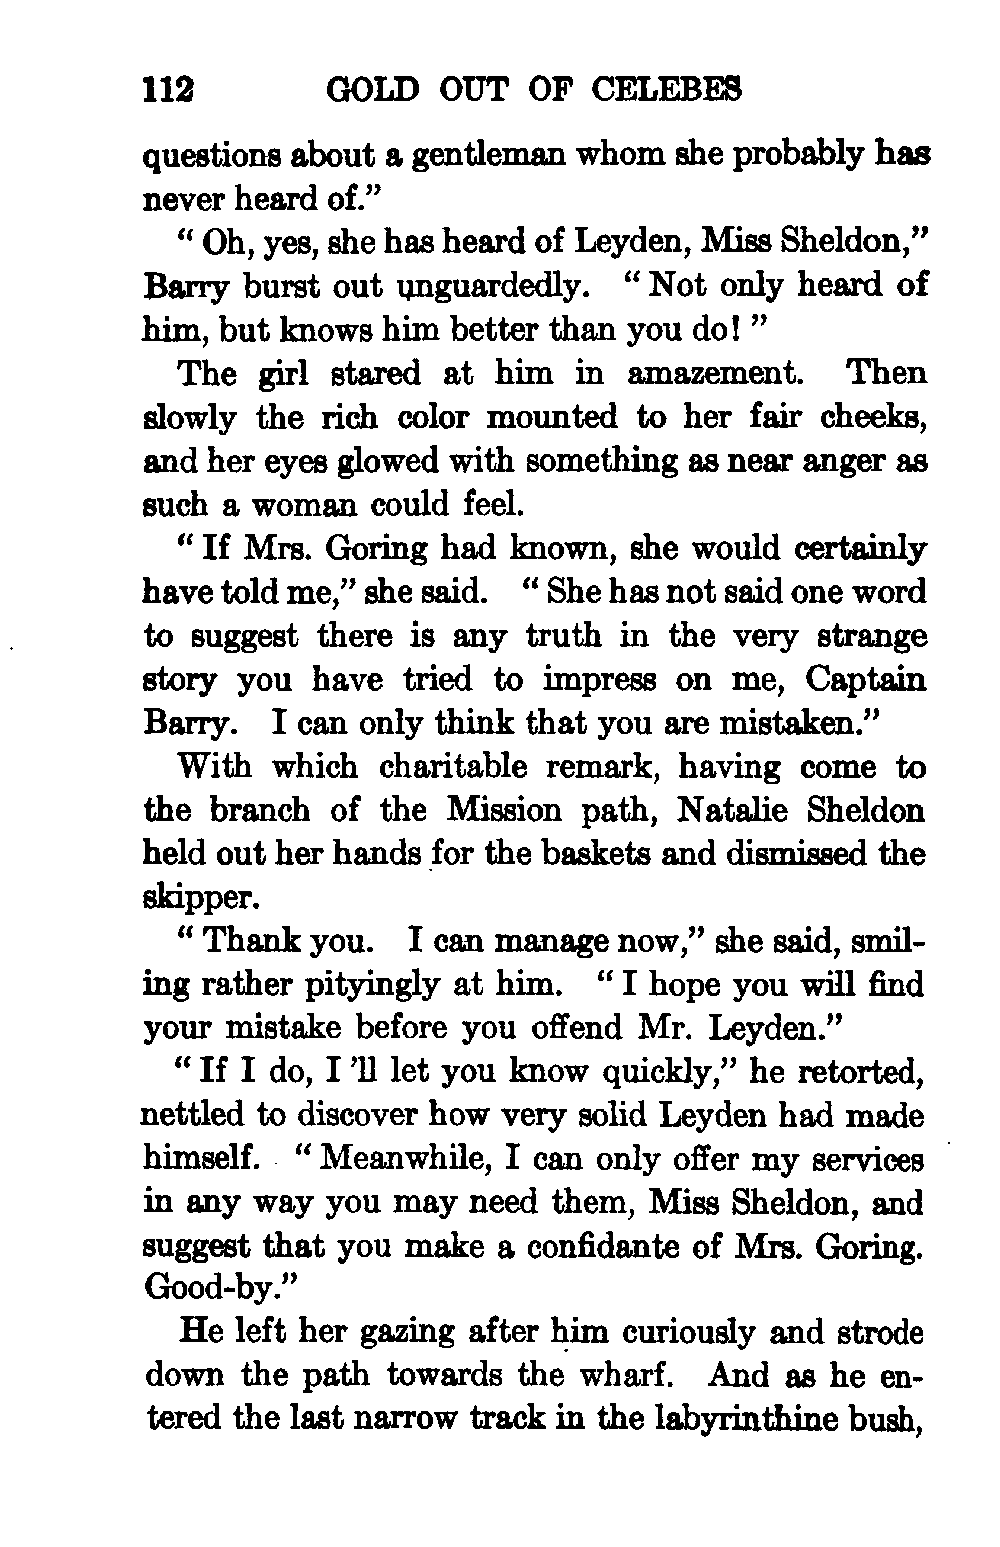 112 GOLD OUT OF CELEBES
questions about a gentleman whom she probably has
never heard of."
"Oh, yes, she has heard of Leyden, Miss Sheldon,"
Barry burst out unguardedly. "Not only heard of
him, but knows him better than you do!"
The girl stared at him in amazement. Then
slowly the rich color mounted to her fair cheeks,
and her eyes glowed with something as near anger as
such a woman could feel.
"If Mrs. Goring had known, she would certainly
have told me," she said. "She has not said one word
to suggest there is any truth in the very strange
story you have tried to impress on me, Captain
Barry. I can only think that you are mistaken."
With which charitable remark, having come to
the branch of the Mission path, Natalie Sheldon
held out her hands for the baskets and dismissed the
skipper.
"Thank you. I can manage now," she said, smil-
ing rather pityingly at him. "I hope you will find
your mistake before you offend Mr. Leyden."
"If I do, I'll let you know quickly," he retorted,
nettled to discover how very solid Leyden had made
himself. "Meanwhile, I can only offer my services
in any way you may need them, Miss Sheldon, and
suggest that you make a confidante of Mrs. Goring.
Good-by."
He left her gazing after him curiously and strode
down the path towards the wharf. And as he en-
tered the last narrow track in the labyrinthine bush,